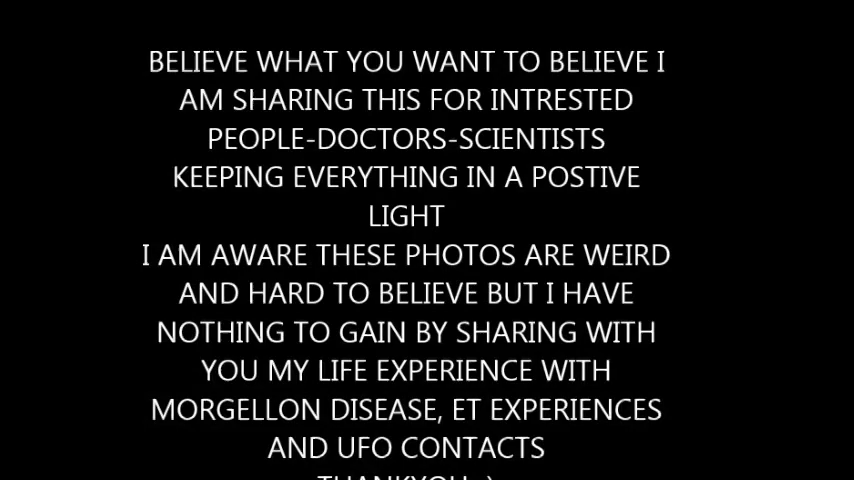 BELIEVE WHAT YOU WANT TO BELIEVE I
AM SHARING THIS FOR INTRESTED
PEOPLE-DOCTORS-SCIENTISTS
KEEPING EVERYTHING IN A POSTIVE
LIGHT
I AM AWARE THESE PHOTOS ARE WEIRD
AND HARD TO BELIEVE BUT I HAVE
NOTHING TO GAIN BY SHARING WITH
YOU MY LIFE EXPERIENCE WITH
MORGELLON DISEASE, ET EXPERIENCES
AND UFO CONTACTS
THANKYOU